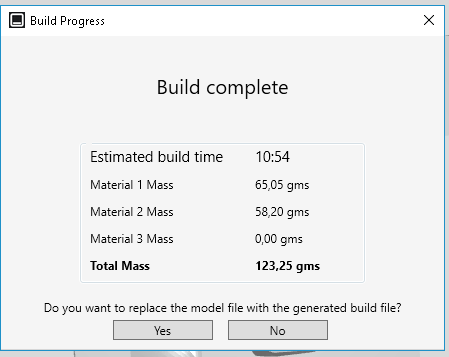 Build Progress
Build complete
Estimated build time 10:54
Material 1 Mass 65,05 gms
Material 2 Mass 58,20 gms
Material 3 Mass 0,00 gms
Total Mass 123,25 gms
Do you want to replace the model file with the generated build file?
Yes No